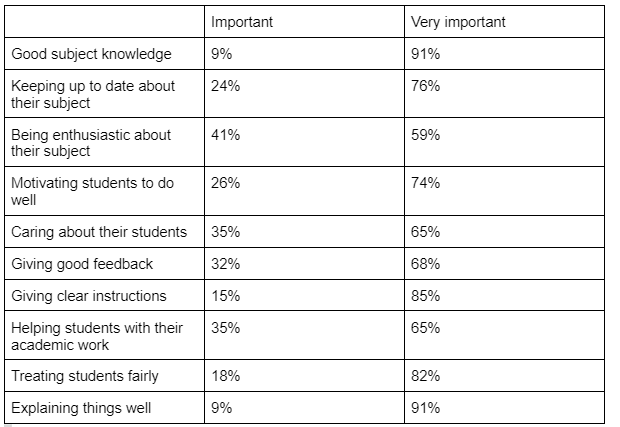 Important Very important
Good subject knowledge 9% 91%
Keeping up to date about 24% 76%
their subject
Being enthusiastic about 41% 59%
their subject
Motivating students to do 26% 74%
well
Caring about their students 35% 65%
Giving good feedback 32% 68%
Giving clear instructions 15% 85%
Helping students with their 35% 65%
academic work
Treating students fairly 18% 82%
Explaining things well 9% 91%